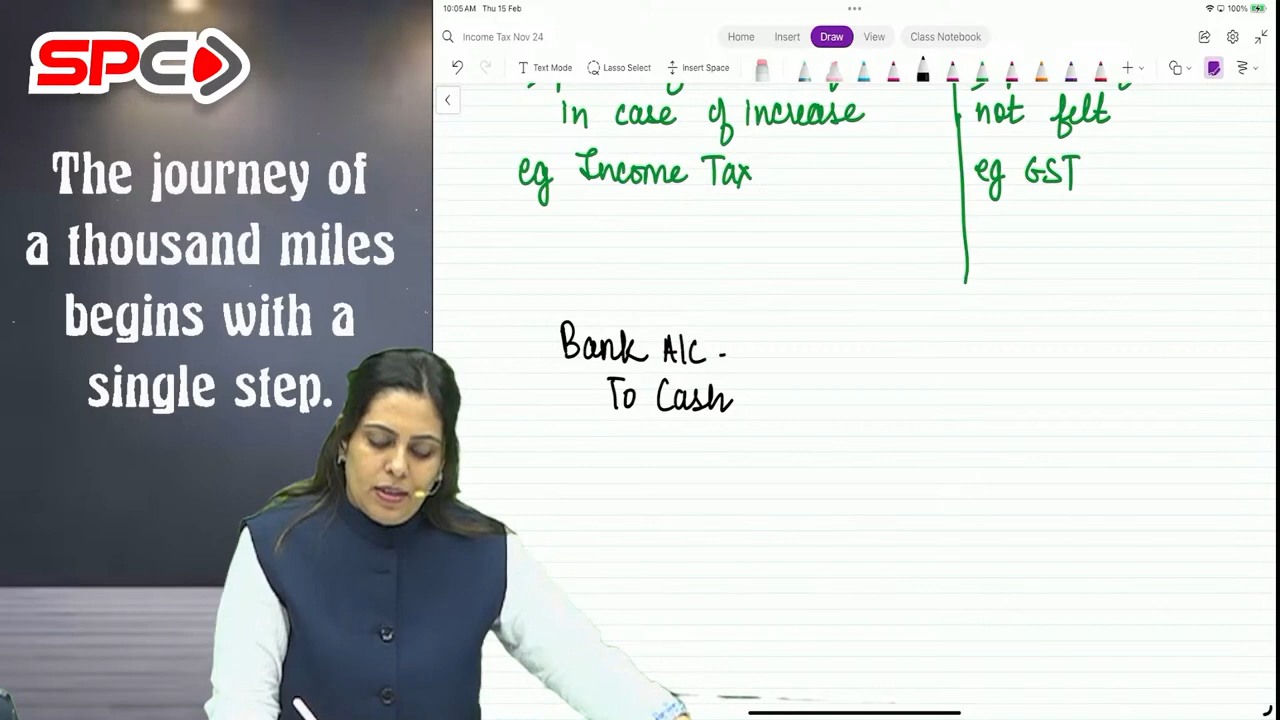 SPE
The journey of
a thousand miles
begins with a
single step.
10:05 AM Thu 15 Feb
100%
Income Tax Nov 24
Home Insert Draw View Class Notebook
Text Mode Lasso Select Insert Space
in case of increase
not felt
eg Income Tax
eg GST
Bank A/C -
To Cash